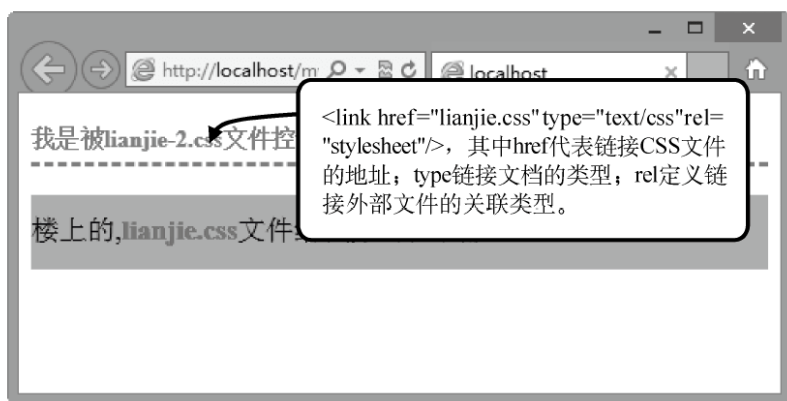 http://localhost/m
localhost
我是被lianjie-2.css文件控
楼上的,lianjie.css文件
<link href="lianjie.css"type="text/css"rel=
"stylesheet"/>，其中href代表链接CSS文件
的地址；type链接文档的类型；rel定义链
接外部文件的关联类型。